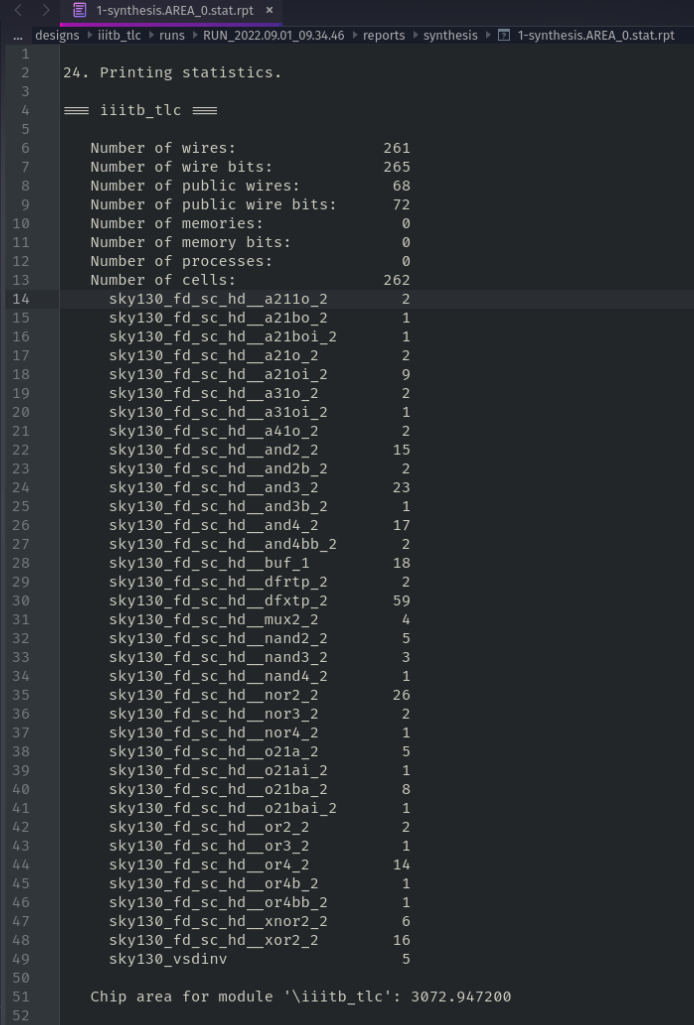 1-synthesis.AREA_0.stat.rpt ×
... designs > iiitb_tlc > runs > RUN_2022.09.01_09.34.46 > reports > synthesis > 1-synthesis.AREA_0.stat.rpt
1
2 24. Printing statistics.
3
4 === iiitb_tlc ===
5
6 Number of wires: 261
7 Number of wire bits: 265
8 Number of public wires: 68
9 Number of public wire bits: 72
10 Number of memories: 0
11 Number of memory bits: 0
12 Number of processes: 0
13 Number of cells: 262
14 sky130_fd_sc_hd__a211o_2 2
15 sky130_fd_sc_hd__a21bo_2 1
16 sky130_fd_sc_hd__a21boi_2 1
17 sky130_fd_sc_hd__a21o_2 2
18 sky130_fd_sc_hd__a21oi_2 9
19 sky130_fd_sc_hd__a31o_2 2
20 sky130_fd_sc_hd__a31oi_2 1
21 sky130_fd_sc_hd__a41o_2 2
22 sky130_fd_sc_hd__and2_2 15
23 sky130_fd_sc_hd__and2b_2 2
24 sky130_fd_sc_hd__and3_2 23
25 sky130_fd_sc_hd__and3b_2 1
26 sky130_fd_sc_hd__and4_2 17
27 sky130_fd_sc_hd__and4bb_2 2
28 sky130_fd_sc_hd__buf_1 18
29 sky130_fd_sc_hd__dfrtp_2 2
30 sky130_fd_sc_hd__dfxtp_2 59
31 sky130_fd_sc_hd__mux2_2 4
32 sky130_fd_sc_hd__nand2_2 5
33 sky130_fd_sc_hd__nand3_2 3
34 sky130_fd_sc_hd__nand4_2 1
35 sky130_fd_sc_hd__nor2_2 26
36 sky130_fd_sc_hd__nor3_2 2
37 sky130_fd_sc_hd__nor4_2 1
38 sky130_fd_sc_hd__o21a_2 5
39 sky130_fd_sc_hd__o21ai_2 1
40 sky130_fd_sc_hd__o21ba_2 8
41 sky130_fd_sc_hd__o21bai_2 1
42 sky130_fd_sc_hd__or2_2 2
43 sky130_fd_sc_hd__or3_2 1
44 sky130_fd_sc_hd__or4_2 14
45 sky130_fd_sc_hd__or4b_2 1
46 sky130_fd_sc_hd__or4bb_2 1
47 sky130_fd_sc_hd__xnor2_2 6
48 sky130_fd_sc_hd__xor2_2 16
49 sky130_vsdinv 5
50
51 Chip area for module '\iiitb_tlc': 3072.947200
52